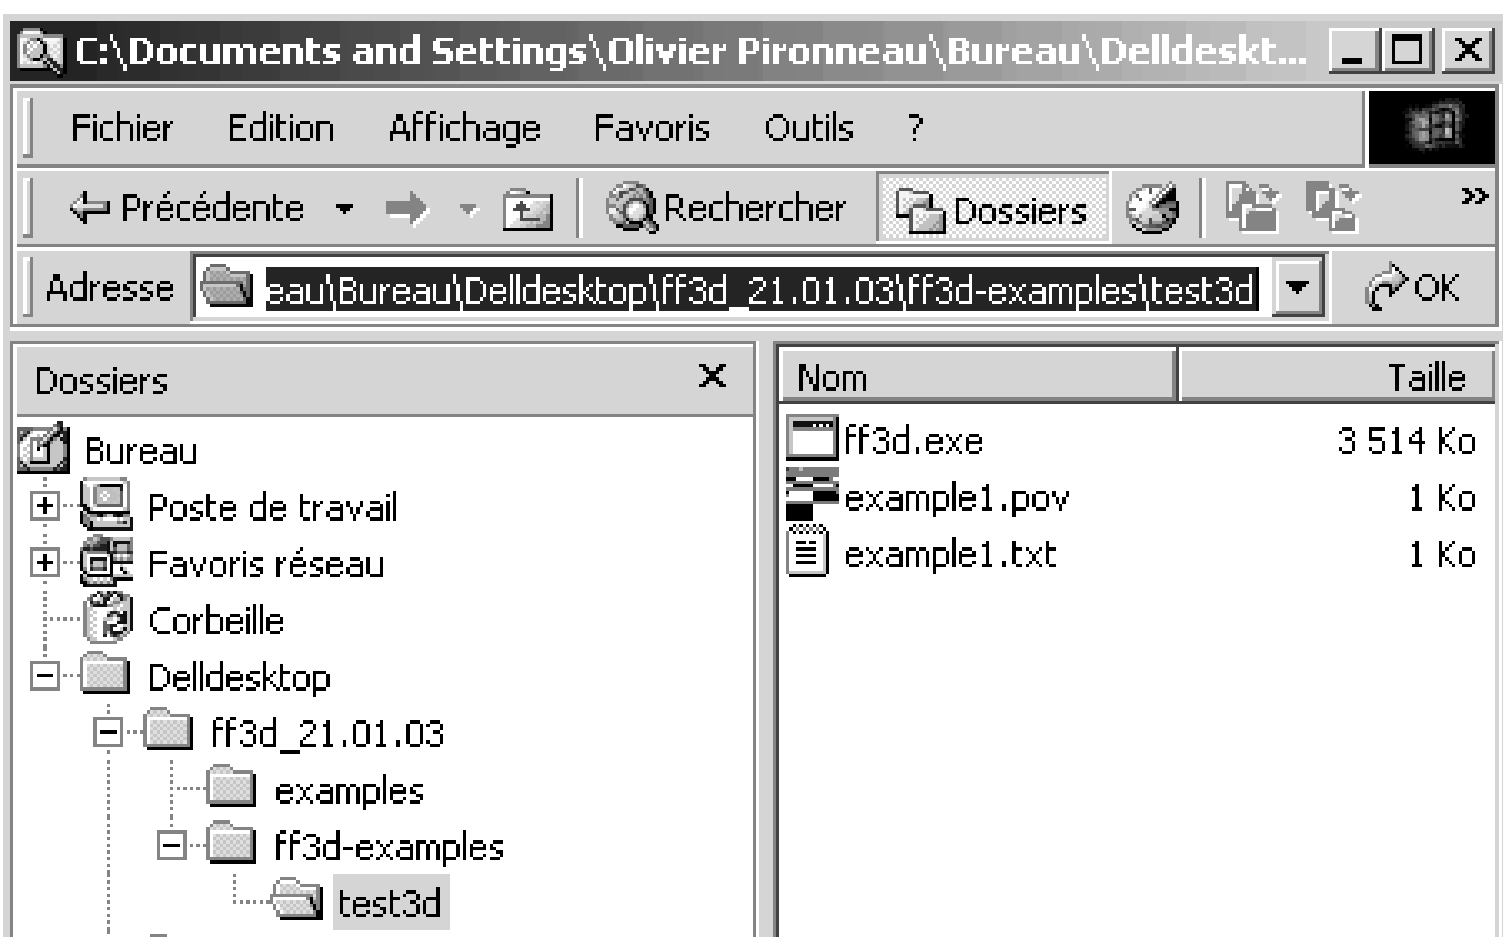 C:\Documents and Settings\Olivier Pironneau\Bureau\Delldeskt...
Fichier Edition Affichage Favoris Outils ?
Précédente Rechercher Dossiers »
Adresse eau\Bureau\Delldesktop\ff3d_21.01.03\ff3d-examples\test3d OK
Dossiers
Bureau
Poste de travail
Favoris réseau
Corbeille
Delldesktop
ff3d_21.01.03
examples
ff3d-examples
test3d
Nom Taille
ff3d.exe 3 514 Ko
example1.pov 1 Ko
example1.txt 1 Ko